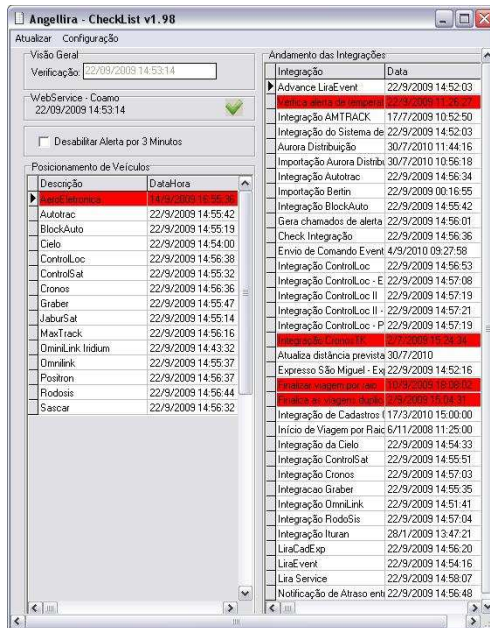 Angellira - CheckList v1.98
Atualizar Configuração
Visão Geral
Verificação: 22/09/2009 14:53:14
WebService - Coamo
22/09/2009 14:53:14
Desabilitar Alerta por 3 Minutos
Posicionamento de Veículos
Descrição DataHora
AeroEletronica 14/9/2009 16:55:36
Autotrac 22/9/2009 14:55:42
BlockAuto 22/9/2009 14:55:19
Cielo 22/9/2009 14:54:00
ControlLoc 22/9/2009 14:56:38
ControlSat 22/9/2009 14:55:32
Cronos 22/9/2009 14:56:36
Graber 22/9/2009 14:55:47
JaburSat 22/9/2009 14:55:14
MaxTrack 22/9/2009 14:56:16
OminiLink Iridium 22/9/2009 14:43:32
Omnilink 22/9/2009 14:55:37
Positron 22/9/2009 14:56:37
Rodosis 22/9/2009 14:56:44
Sascar 22/9/2009 14:56:32
Andamento das Integrações
Integração Data
Advance LiraEvent 22/9/2009 14:52:03
Verifica alerta de temperat 22/9/2009 11:26:27
Integração AMTRACK 17/7/2009 10:52:50
Integração do Sistema de 22/9/2009 14:52:03
Aurora Distribuição 30/7/2010 11:44:16
Importação Aurora Distribu 30/7/2010 10:56:18
Integração Autotrac 22/9/2009 14:56:34
Importação Bertin 22/9/2009 00:16:55
Integração BlockAuto 22/9/2009 14:55:42
Gera chamados de alerta 22/9/2009 14:56:01
Check Integração 22/9/2009 14:56:36
Envio de Comando Event 4/9/2010 09:27:58
Integração ControlLoc 22/9/2009 14:56:53
Integração ControlLoc - E 22/9/2009 14:57:08
Integração ControlLoc II 22/9/2009 14:57:19
Integração ControlLoc II - 22/9/2009 14:57:21
Integração ControlLoc - P 22/9/2009 14:57:19
Integração CronosTK 2/7/2009 15:24:34
Atualiza distância prevista 30/7/2010
Expresso São Miguel - Ex 22/9/2009 14:52:16
Finalizar viagem por raio 10/9/2009 18:08:02
Finaliza as viagens duplic 2/9/2009 15:04:31
Integração de Cadastros ( 17/3/2010 15:00:00
Início de Viagem por Raio 6/11/2008 11:25:00
Integração da Cielo 22/9/2009 14:54:33
Integração ControlSat 22/9/2009 14:55:51
Integração Cronos 22/9/2009 14:57:03
Integracao Graber 22/9/2009 14:55:35
Integração OmniLink 22/9/2009 14:51:41
Integração RodoSis 22/9/2009 14:57:04
Integração Ituran 28/1/2009 13:47:21
LiraCadExp 22/9/2009 14:56:20
LiraEvent 22/9/2009 14:54:16
Lira Service 22/9/2009 14:58:07
Notificação de Atraso ent 22/9/2009 14:56:48